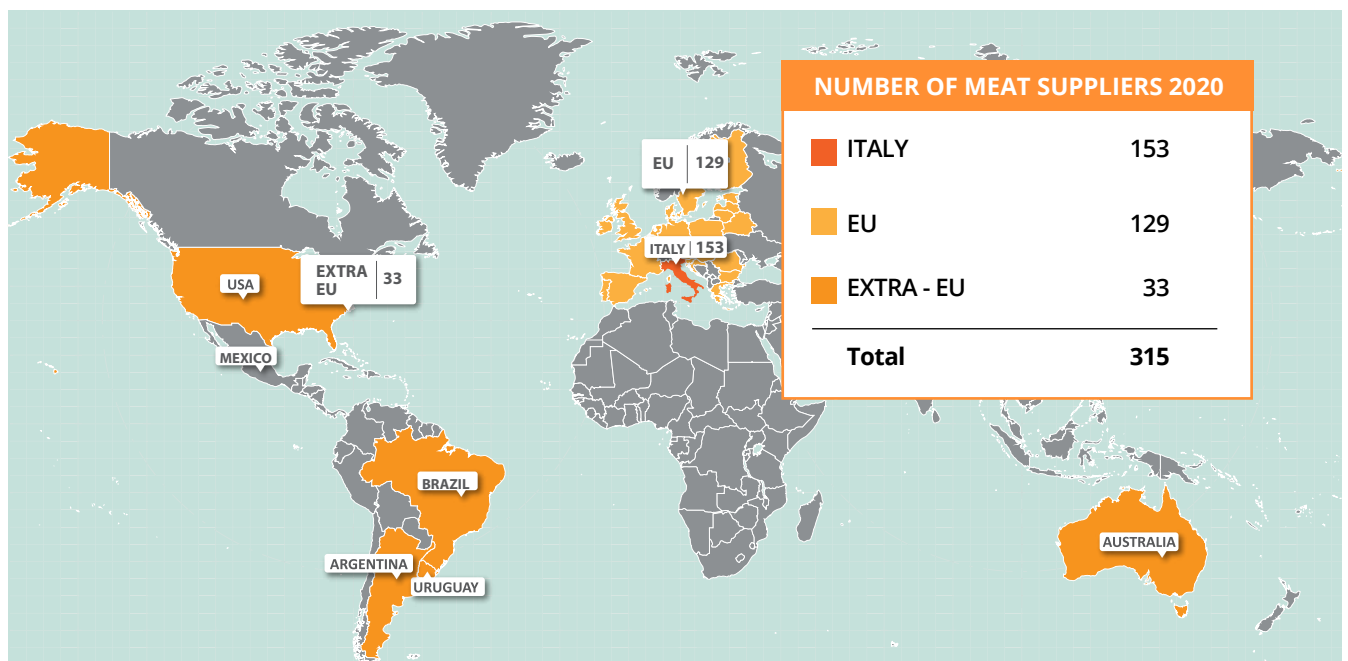 NUMBER OF MEAT SUPPLIERS 2020
ITALY 153
EU 129
EXTRA - EU 33
Total 315
EU 129
ITALY 153
EXTRA
EU 33
USA
MEXICO
BRAZIL
ARGENTINA
URUGUAY
AUSTRALIA